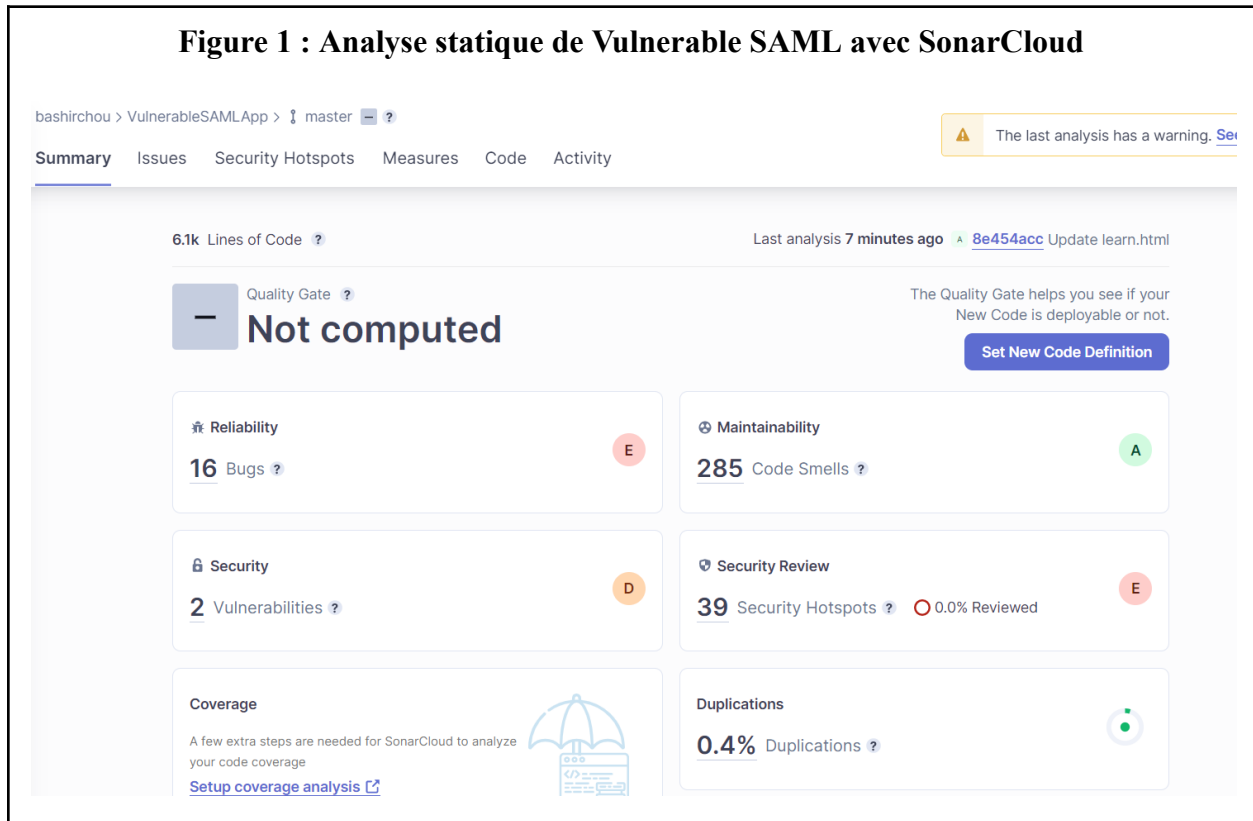 Figure 1 : Analyse statique de Vulnerable SAML avec SonarCloud
bashirchou > VulnerableSAMLApp > master – ?
The last analysis has a warning. See
Summary Issues Security Hotspots Measures Code Activity
6.1k Lines of Code ?
Last analysis 7 minutes ago A 8e454acc Update learn.html
–
Quality Gate ?
Not computed
The Quality Gate helps you see if your
New Code is deployable or not.
Set New Code Definition
Reliability
16 Bugs ?
E
Maintainability
285 Code Smells ?
A
Security
2 Vulnerabilities ?
D
Security Review
39 Security Hotspots ? 0.0% Reviewed
E
Coverage
A few extra steps are needed for SonarCloud to analyze
your code coverage
Setup coverage analysis
Duplications
0.4% Duplications ?